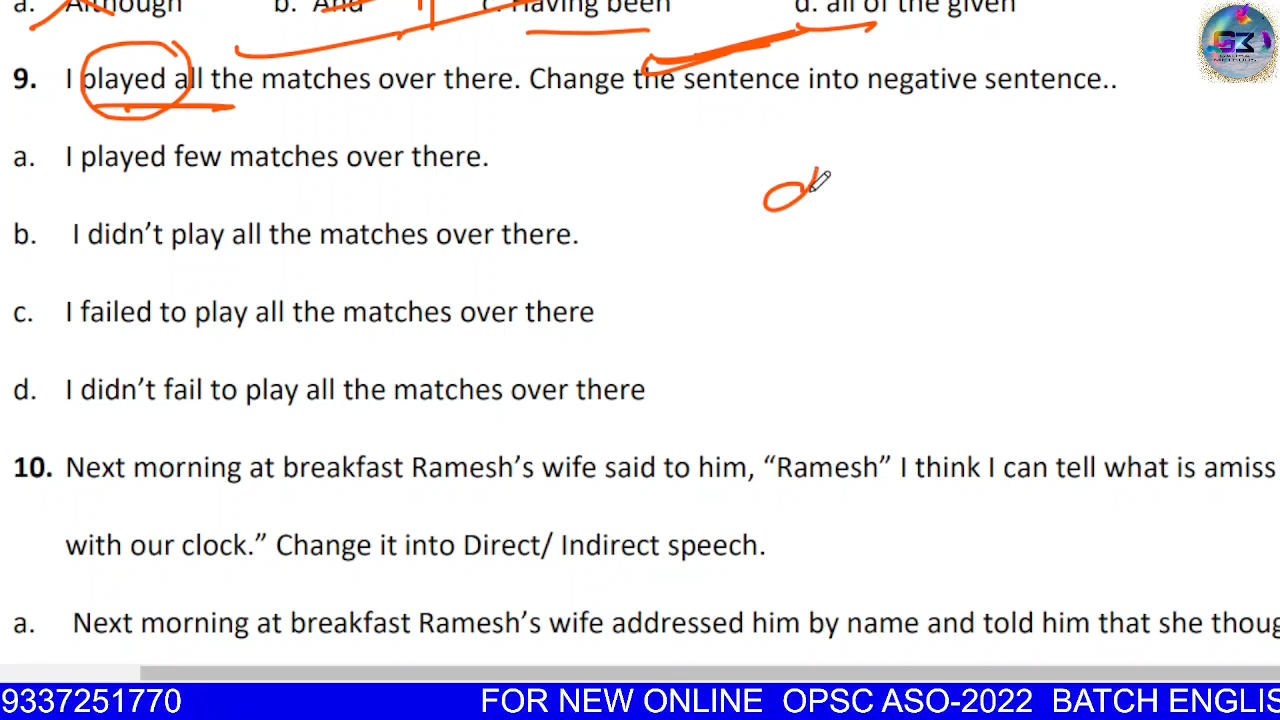 a. Although b. And c. Having been d. all of the given
9. I played all the matches over there. Change the sentence into negative sentence..
a. I played few matches over there.
b. I didn’t play all the matches over there.
c. I failed to play all the matches over there
d. I didn’t fail to play all the matches over there
10. Next morning at breakfast Ramesh’s wife said to him, “Ramesh” I think I can tell what is amiss
with our clock.” Change it into Direct/ Indirect speech.
a. Next morning at breakfast Ramesh’s wife addressed him by name and told him that she thoug
9337251770 FOR NEW ONLINE OPSC ASO-2022 BATCH ENGLIS